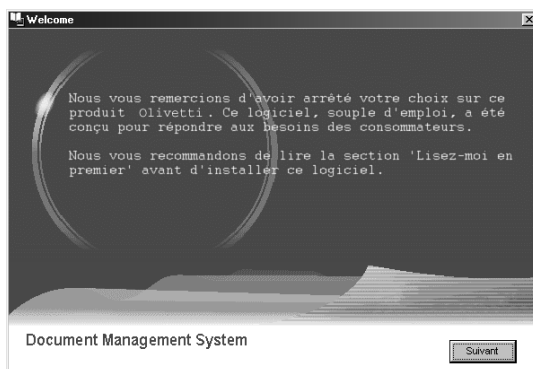 Welcome
Nous vous remercions d'avoir arrêté votre choix sur ce
produit Olivetti. Ce logiciel, souple d'emploi, a été
conçu pour répondre aux besoins des consommateurs.
Nous vous recommandons de lire la section 'Lisez-moi en
premier' avant d'installer ce logiciel.
Document Management System
Suivant